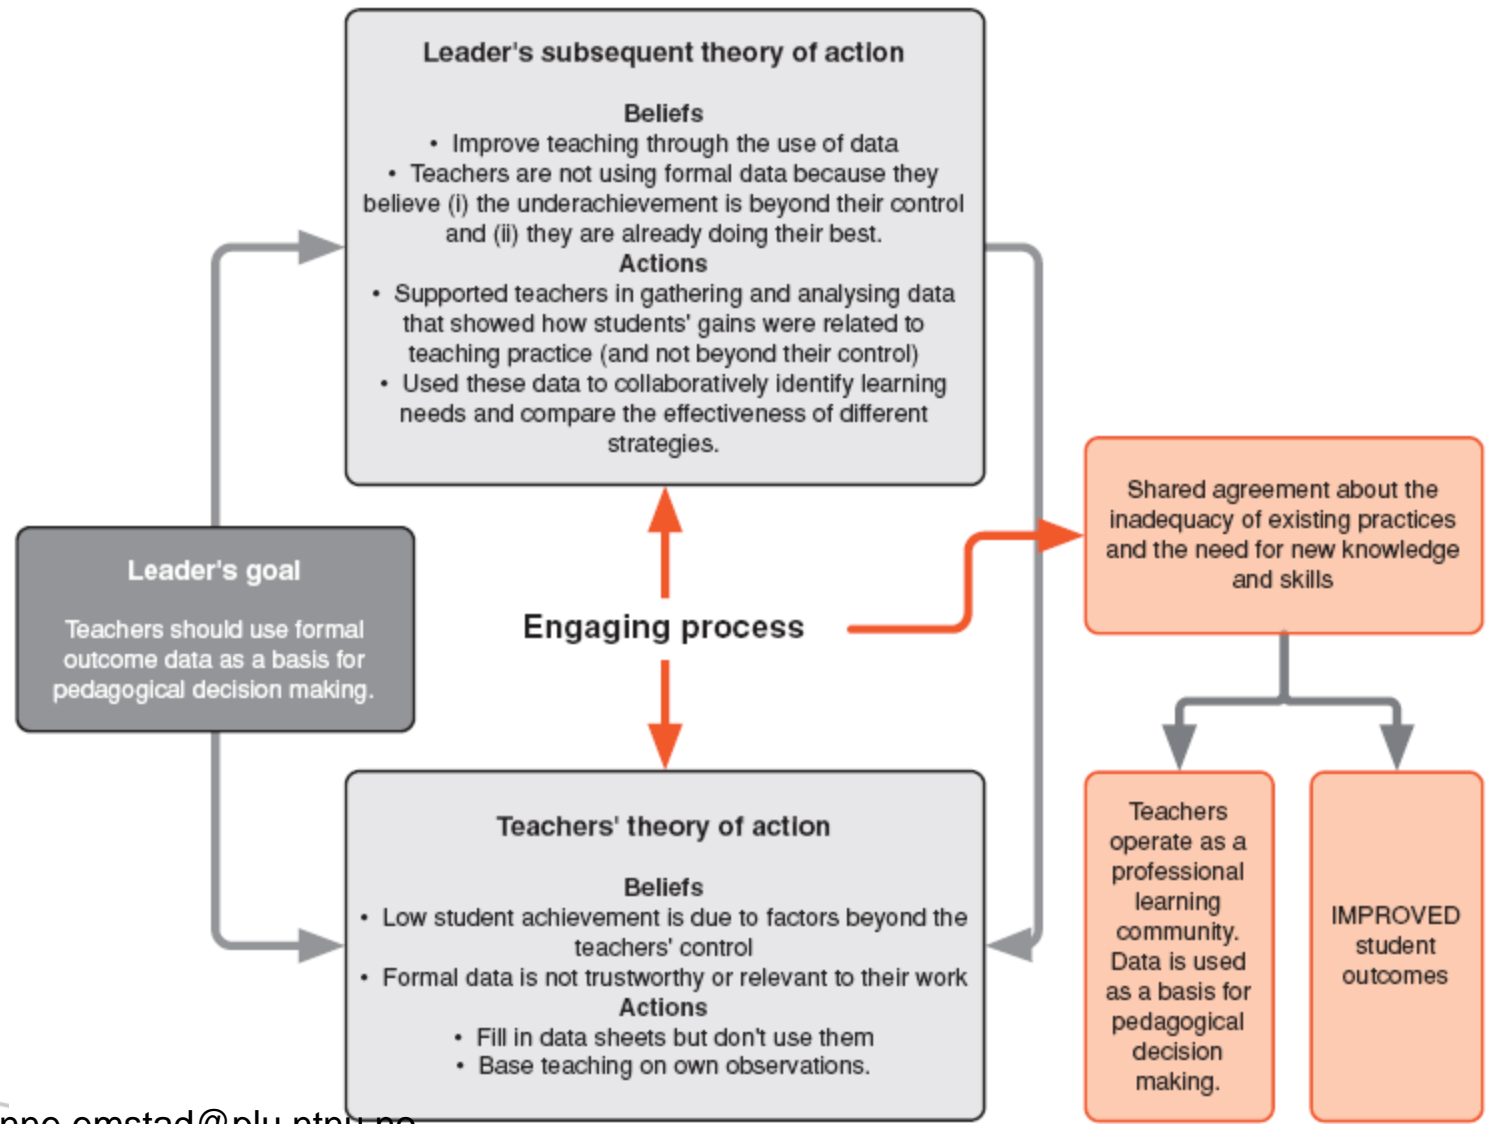 Leader's subsequent theory of action
Beliefs
• Improve teaching through the use of data
• Teachers are not using formal data because they
believe (i) the underachievement is beyond their control
and (ii) they are already doing their best.
Actions
• Supported teachers in gathering and analysing data
that showed how students' gains were related to
teaching practice (and not beyond their control)
• Used these data to collaboratively identify learning
needs and compare the effectiveness of different
strategies.
Leader's goal
Teachers should use formal
outcome data as a basis for
pedagogical decision making.
Engaging process
Shared agreement about the
inadequacy of existing practices
and the need for new knowledge
and skills
Teachers' theory of action
Beliefs
• Low student achievement is due to factors beyond the
teachers' control
• Formal data is not trustworthy or relevant to their work
Actions
• Fill in data sheets but don't use them
• Base teaching on own observations.
Teachers
operate as a
professional
learning
community.
Data is used
as a basis for
pedagogical
decision
making.
IMPROVED
student
outcomes